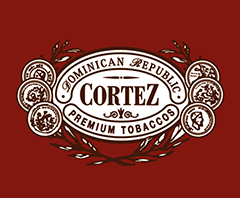 DOMINICAN REPUBLIC
CORTEZ
PREMIUM TOBACCOS